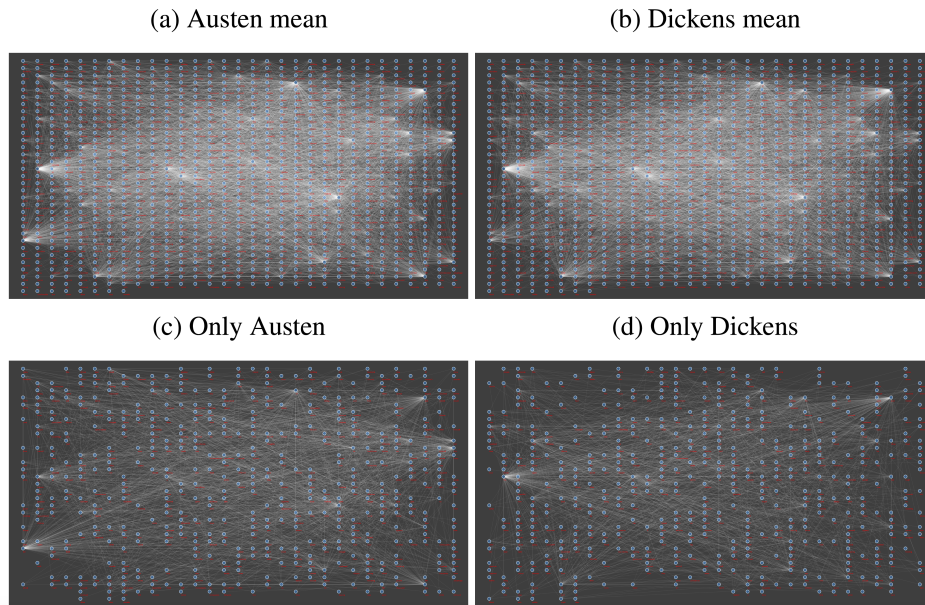 (a) Austen mean
(b) Dickens mean
(c) Only Austen
(d) Only Dickens